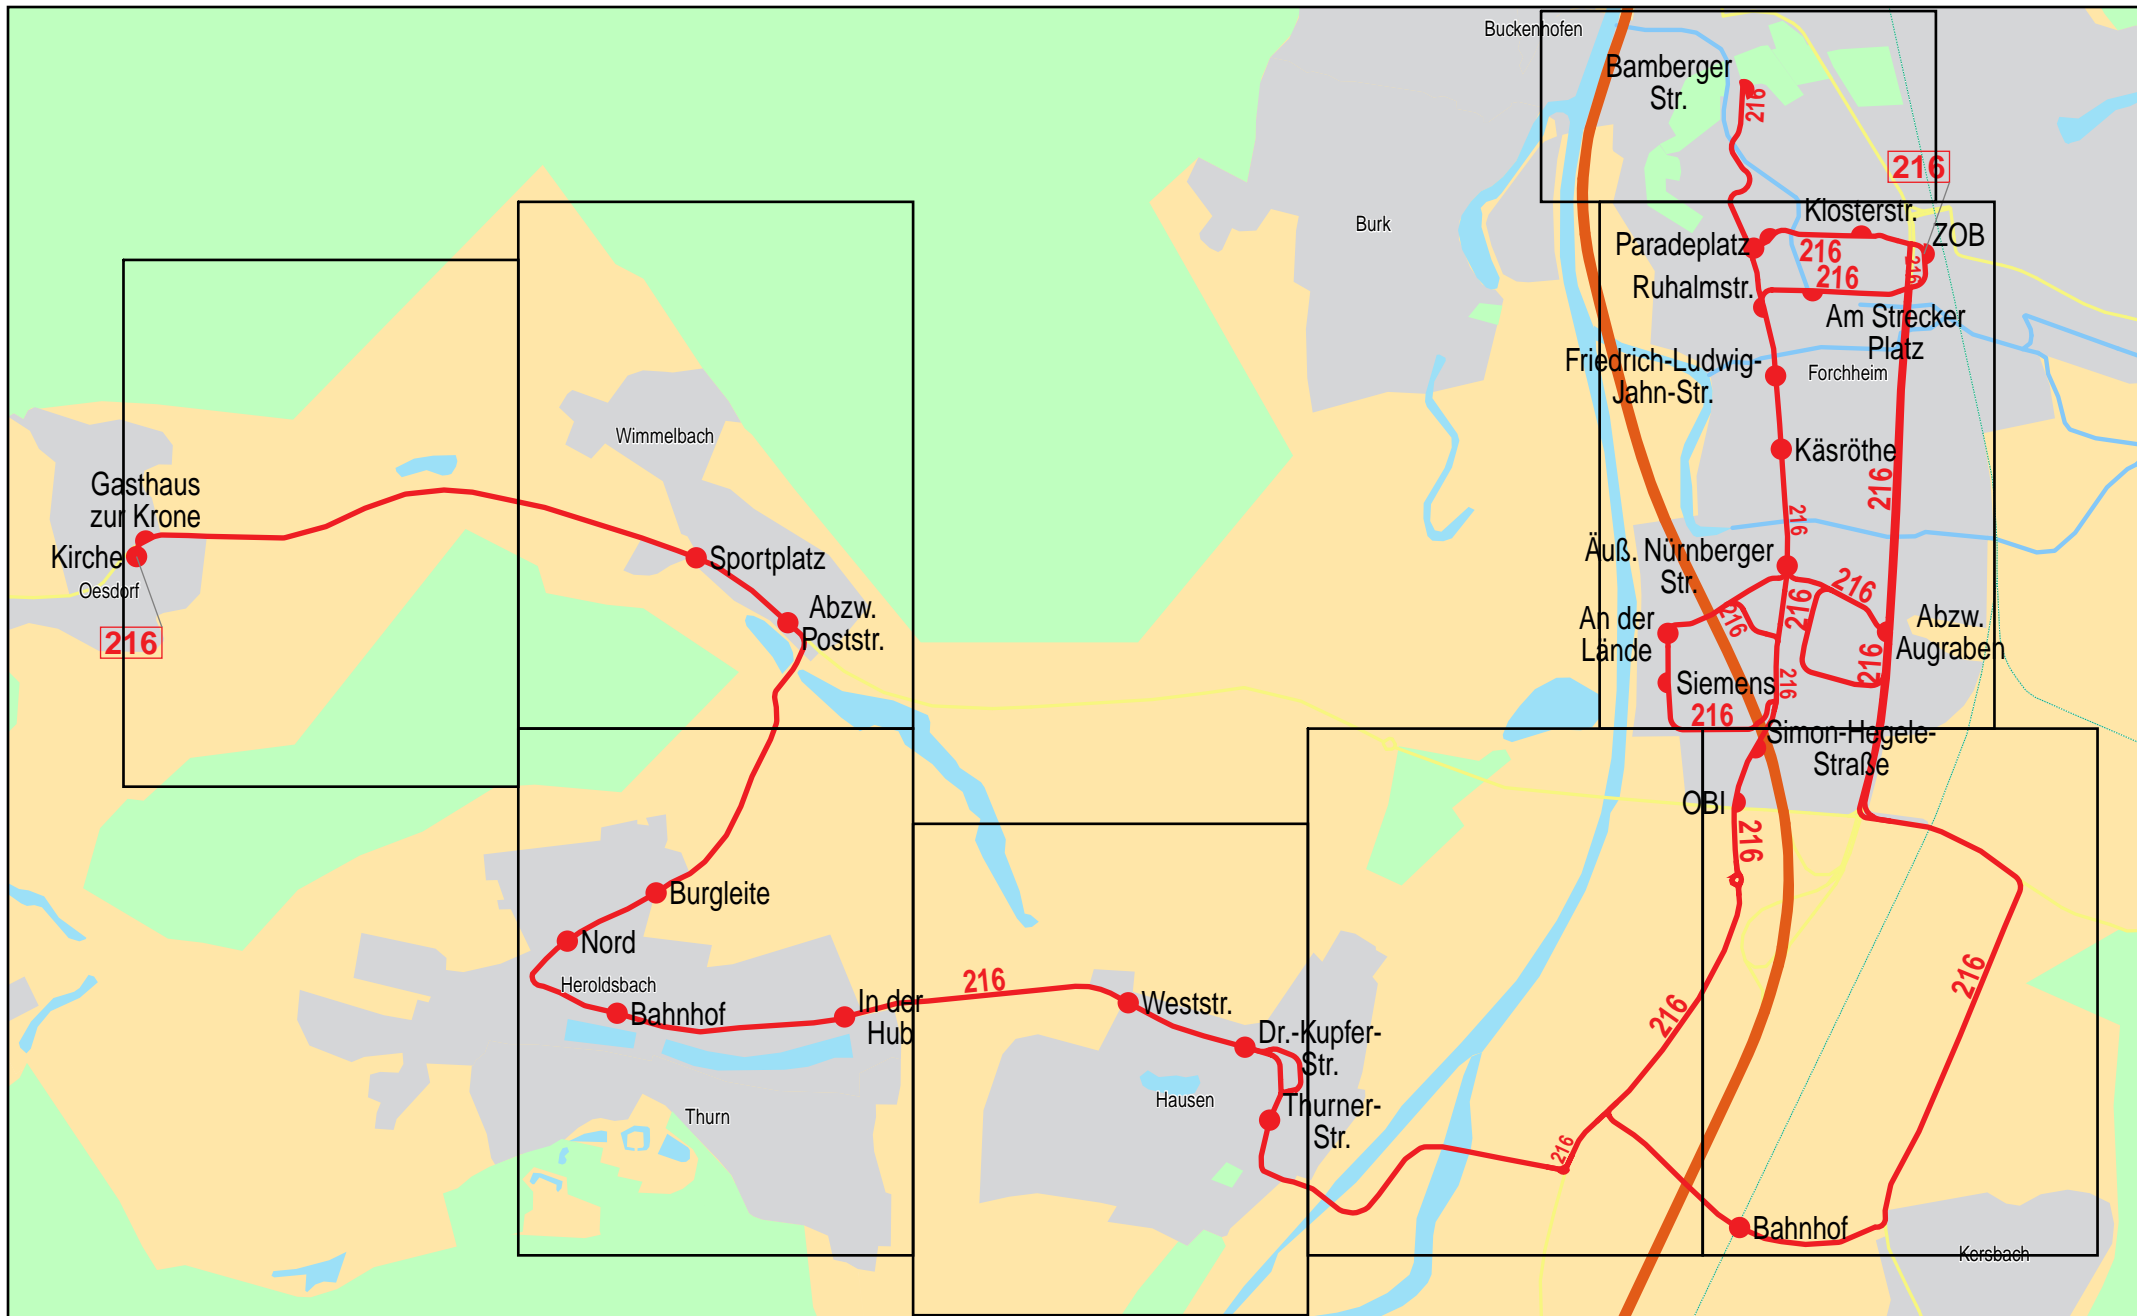 Buckenhofen
Bamberger
Str.
216
216
Burk
Klosterstr.
ZOB
Paradeplatz
216
216
216
Ruhalmstr.
Am Strecker
Platz
Friedrich-Ludwig-
Jahn-Str.
Forchheim
Wimmelbach
Käsröthe
216
Gasthaus
zur Krone
216
Kirche
Sportplatz
Äuß. Nürnberger
Str.
Oesdorf
216
216
216
Abzw.
Poststr.
216
An der
Lände
Abzw.
Augraben
216
Siemens
216
216
Simon-Hegele-
Straße
OBI
216
Burgleite
Nord
Heroldsbach
216
216
Bahnhof
In der
Hub
Weststr.
216
Dr.-Kupfer-
Str.
Hausen
Thurn
Thurner-
Str.
216
Bahnhof
Kersbach